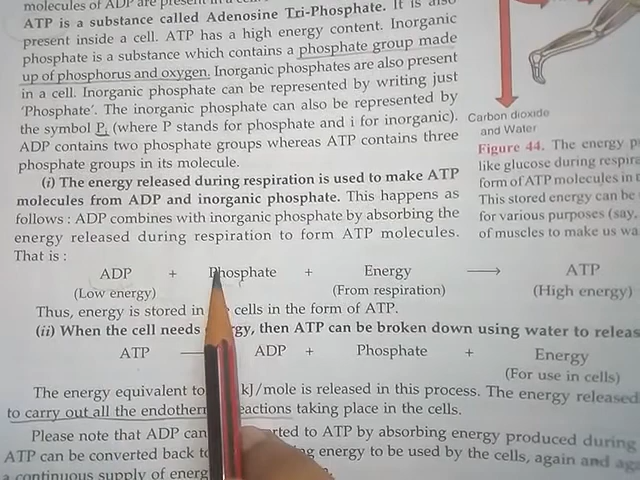 molecules of ADP are present in a
ATP is a substance called Adenosine Tri-Phosphate. It is also
present inside a cell. ATP has a high energy content. Inorganic
phosphate is a substance which contains a phosphate group made
up of phosphorus and oxygen. Inorganic phosphates are also present
in a cell. Inorganic phosphate can be represented by writing just
'Phosphate'. The inorganic phosphate can also be represented by
the symbol Pi (where P stands for phosphate and i for inorganic).
ADP contains two phosphate groups whereas ATP contains three
phosphate groups in its molecule.
(i) The energy released during respiration is used to make ATP
molecules from ADP and inorganic phosphate. This happens as
follows : ADP combines with inorganic phosphate by absorbing the
energy released during respiration to form ATP molecules.
That is :
ADP + Phosphate + Energy ⟶ ATP
(Low energy) (From respiration) (High energy)
Thus, energy is stored in cells in the form of ATP.
(ii) When the cell needs energy, then ATP can be broken down using water to releas
ATP — ADP + Phosphate + Energy
(For use in cells)
The energy equivalent to kJ/mole is released in this process. The energy released
to carry out all the endotherm reactions taking place in the cells.
Please note that ADP can rted to ATP by absorbing energy produced during
ATP can be converted back to ng energy to be used by the cells, again and aga
a continuous supply of energ
Carbon dioxide
and Water
Figure 44. The energy p
like glucose during respira
form of ATP molecules in t
This stored energy can be
for various purposes (say,
of muscles to make us wa